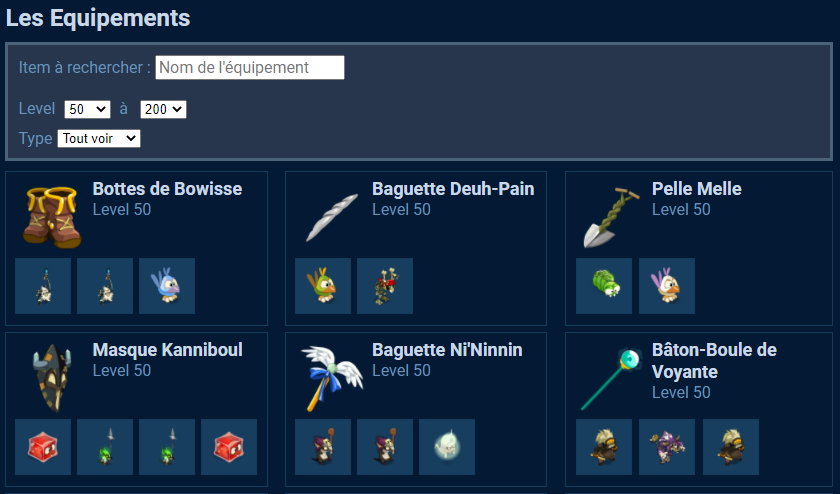 Les Equipements
Item à rechercher : Nom de l'équipement
Level 50 à 200
Type Tout voir
Bottes de Bowisse
Level 50
Baguette Deuh-Pain
Level 50
Pelle Melle
Level 50
Masque Kanniboul
Level 50
Baguette Ni'Ninnin
Level 50
Bâton-Boule de
Voyante
Level 50